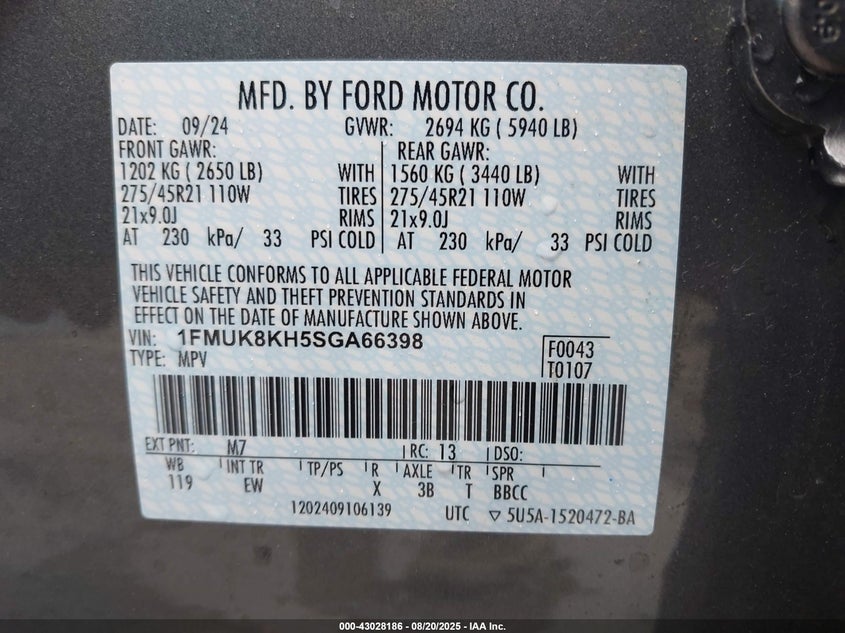 MFD. BY FORD MOTOR CO.
DATE: 09/24 GVWR: 2694 KG ( 5940 LB)
FRONT GAWR: REAR GAWR:
1202 KG ( 2650 LB) WITH 1560 KG ( 3440 LB) WITH
275/45R21 110W TIRES 275/45R21 110W TIRES
21x9.0J RIMS 21x9.0J RIMS
AT 230 kPa/ 33 PSI COLD AT 230 kPa/ 33 PSI COLD
THIS VEHICLE CONFORMS TO ALL APPLICABLE FEDERAL MOTOR
VEHICLE SAFETY AND THEFT PREVENTION STANDARDS IN
EFFECT ON THE DATE OF MANUFACTURE SHOWN ABOVE.
VIN: 1FMUK8KH5SGA66398 F0043
TYPE: MPV T0107
EXT PNT: M7 RC: 13 DSO:
WB INT TR TP/PS R AXLE TR SPR
119 EW X 3B T BBCC
1202409106139 UTC ▽ 5U5A-1520472-BA
000-43028186 - 08/20/2025 - IAA Inc.